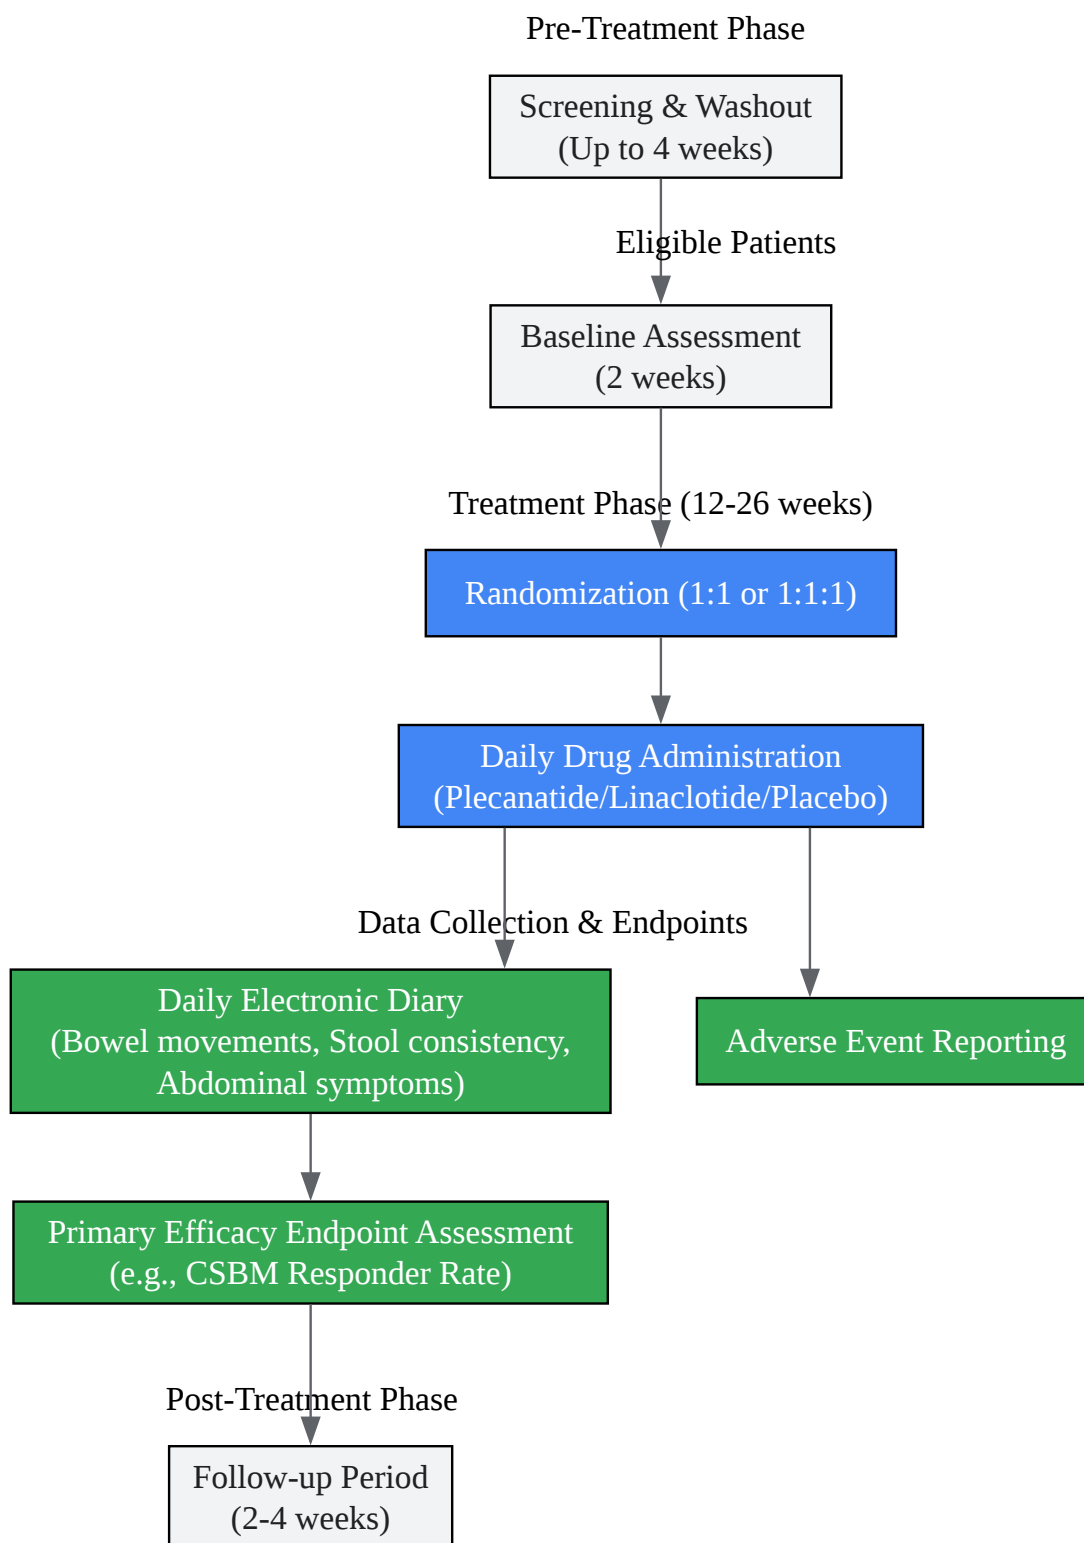 Pre-Treatment Phase
Screening & Washout
(Up to 4 weeks)
Eligible Patients
Baseline Assessment
(2 weeks)
Treatment Phase (12-26 weeks)
Randomization (1:1 or 1:1:1)
Daily Drug Administration
(Plecanatide/Linaclotide/Placebo)
Data Collection & Endpoints
Daily Electronic Diary
(Bowel movements, Stool consistency,
Abdominal symptoms)
Adverse Event Reporting
Primary Efficacy Endpoint Assessment
(e.g., CSBM Responder Rate)
Post-Treatment Phase
Follow-up Period
(2-4 weeks)